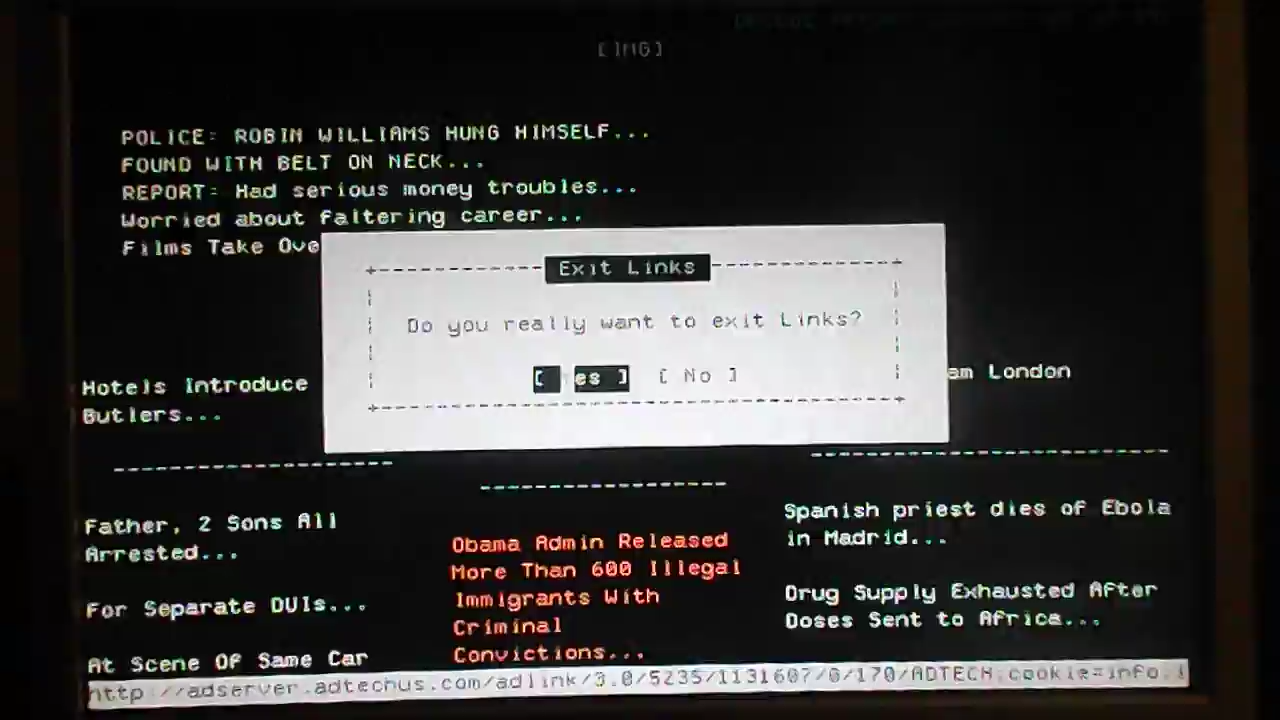 [IMG]
POLICE: ROBIN WILLIAMS HUNG HIMSELF...
FOUND WITH BELT ON NECK...
REPORT: Had serious money troubles...
Worried about faltering career...
Films Take Ove
Exit Links
Do you really want to exit Links?
[ Yes ] [ No ]
Hotels Introduce
Butlers...
am London
Father, 2 Sons All
Arrested...
For Separate DUIs...
At Scene Of Same Car
Obama Admin Released
More Than 600 Illegal
Immigrants With
Criminal
Convictions...
Spanish priest dies of Ebola
in Madrid...
Drug Supply Exhausted After
Doses Sent to Africa...
http://adserver.adtechus.com/adlink/3.0/5235/1131607/0/170/ADTECH;cookie=info;i